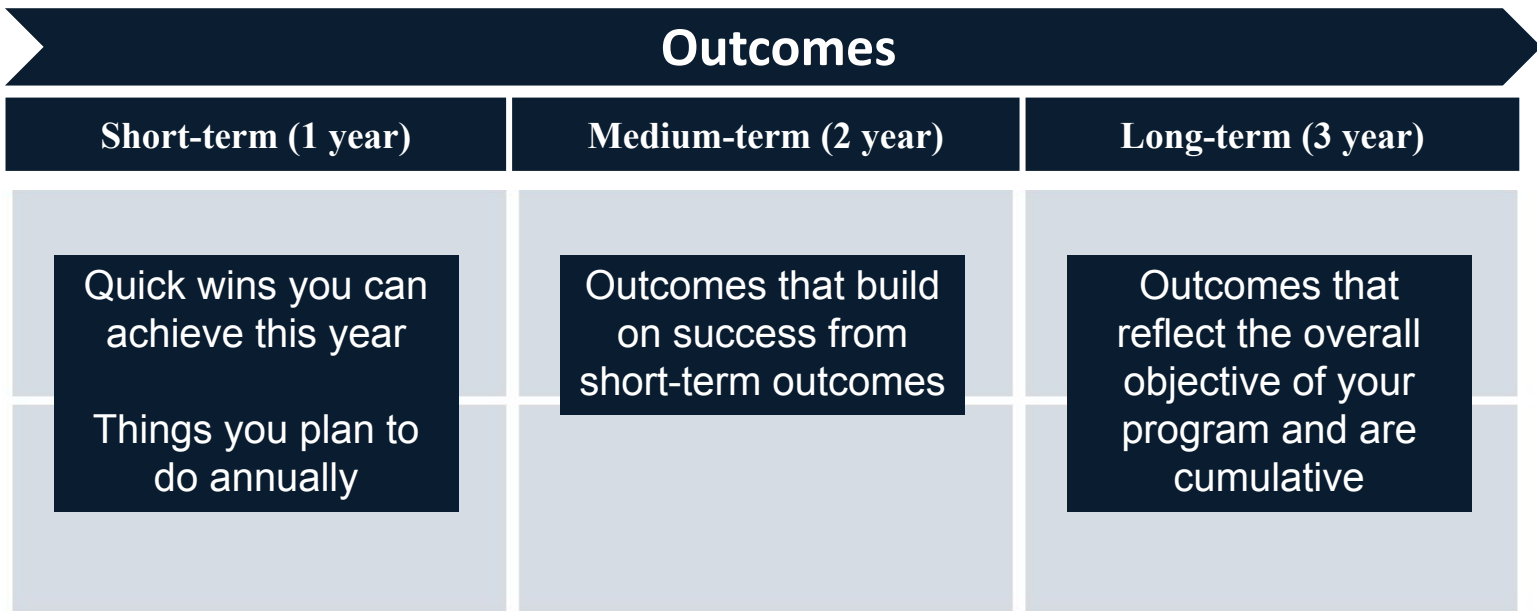 Outcomes
Short-term (1 year)
Medium-term (2 year)
Long-term (3 year)
Quick wins you can
achieve this year
Things you plan to
do annually
Outcomes that build
on success from
short-term outcomes
Outcomes that
reflect the overall
objective of your
program and are
cumulative